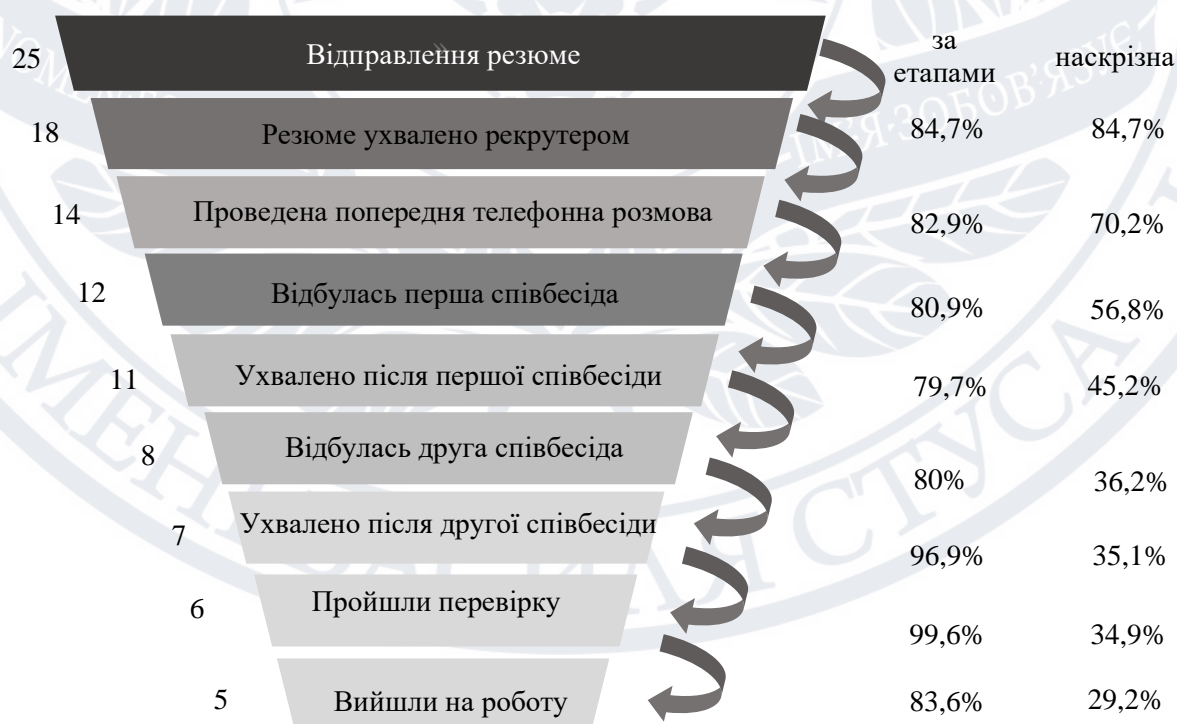 за
етапами
наскрізна
25
Відправлення резюме
18
Резюме ухвалено рекрутером
84,7%
84,7%
14
Проведена попередня телефонна розмова
82,9%
70,2%
12
Відбулась перша співбесіда
80,9%
56,8%
11
Ухвалено після першої співбесіди
79,7%
45,2%
8
Відбулась друга співбесіда
80%
36,2%
7
Ухвалено після другої співбесіди
96,9%
35,1%
6
Пройшли перевірку
99,6%
34,9%
5
Вийшли на роботу
83,6%
29,2%
ЗОБОВ'ЯЗУЄ
СТУСА